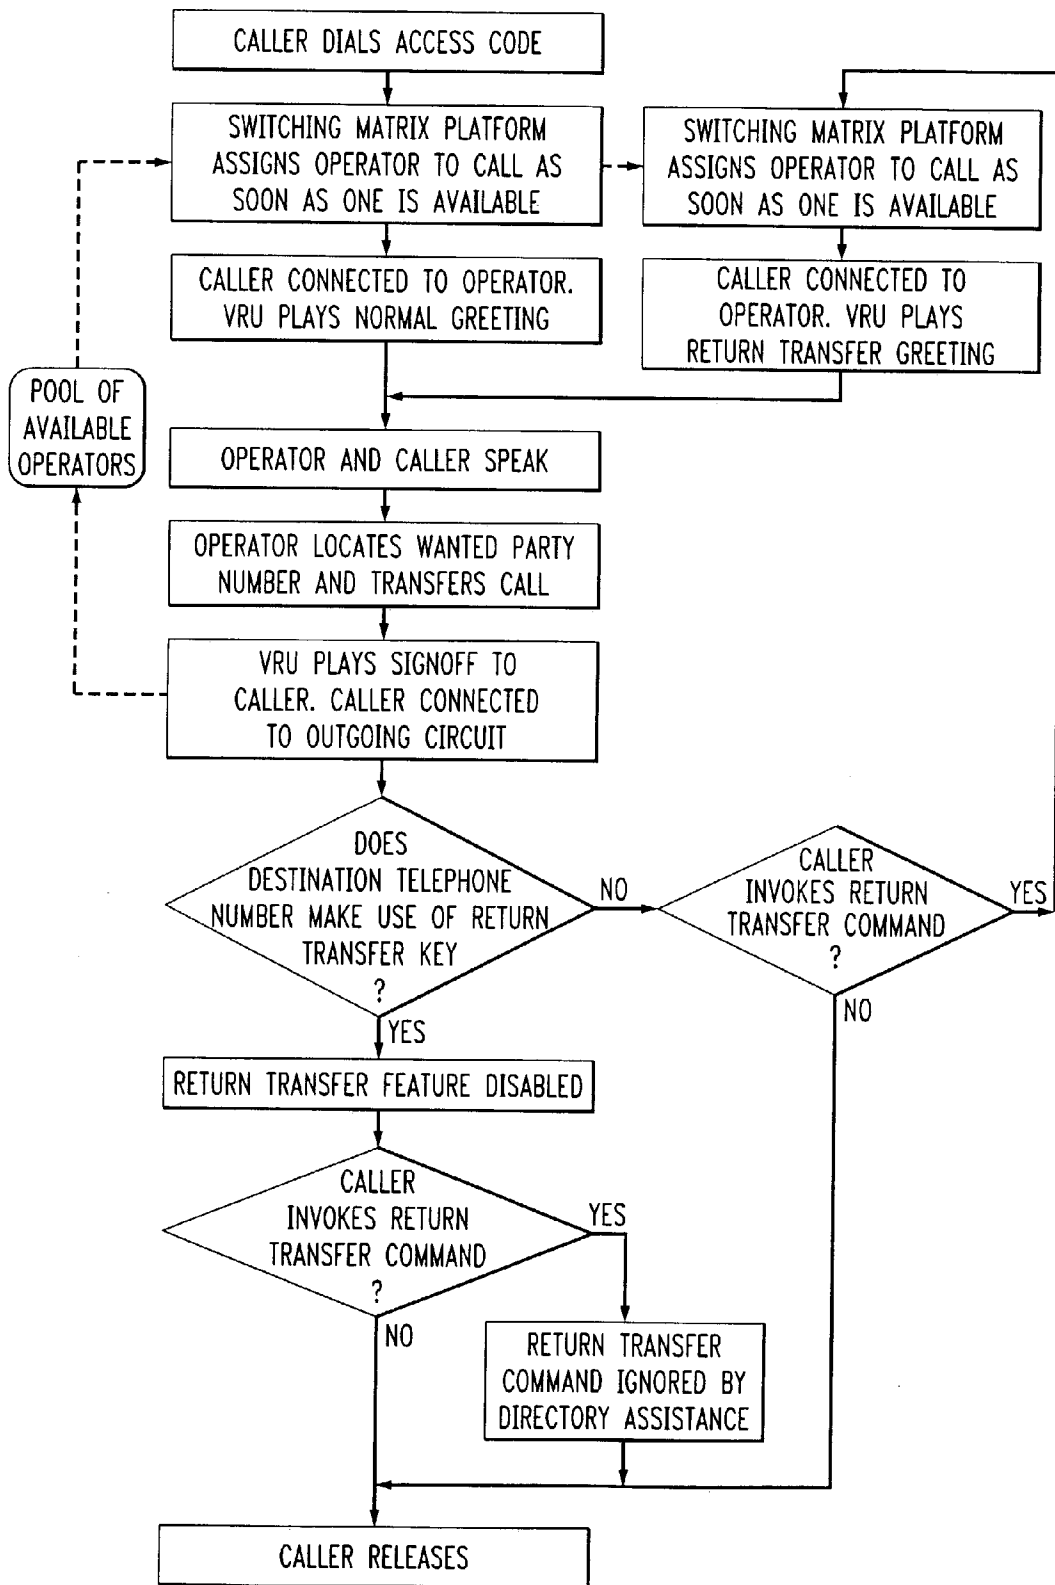 CALLER DIALS ACCESS CODE
SWITCHING MATRIX PLATFORM
ASSIGNS OPERATOR TO CALL AS
SOON AS ONE IS AVAILABLE
SWITCHING MATRIX PLATFORM
ASSIGNS OPERATOR TO CALL AS
SOON AS ONE IS AVAILABLE
CALLER CONNECTED TO OPERATOR.
VRU PLAYS NORMAL GREETING
CALLER CONNECTED TO
OPERATOR. VRU PLAYS
RETURN TRANSFER GREETING
POOL OF
AVAILABLE
OPERATORS
OPERATOR AND CALLER SPEAK
OPERATOR LOCATES WANTED PARTY
NUMBER AND TRANSFERS CALL
VRU PLAYS SIGNOFF TO
CALLER. CALLER CONNECTED
TO OUTGOING CIRCUIT
DOES
DESTINATION TELEPHONE
NUMBER MAKE USE OF RETURN
TRANSFER KEY
?
NO
CALLER
INVOKES RETURN
TRANSFER COMMAND
?
YES
NO
YES
RETURN TRANSFER FEATURE DISABLED
CALLER
INVOKES RETURN
TRANSFER COMMAND
?
YES
NO
RETURN TRANSFER
COMMAND IGNORED BY
DIRECTORY ASSISTANCE
CALLER RELEASES